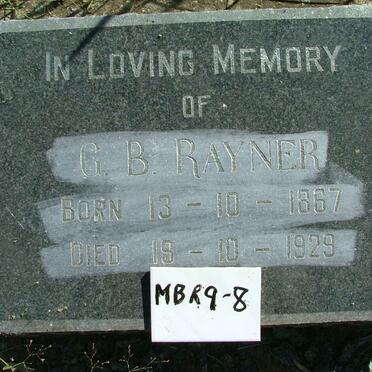 IN LOVING MEMORY
OF
G. B. RAYNER
BORN 13 - 10 - 1867
DIED 19 - 10 - 1929
MBR9-8